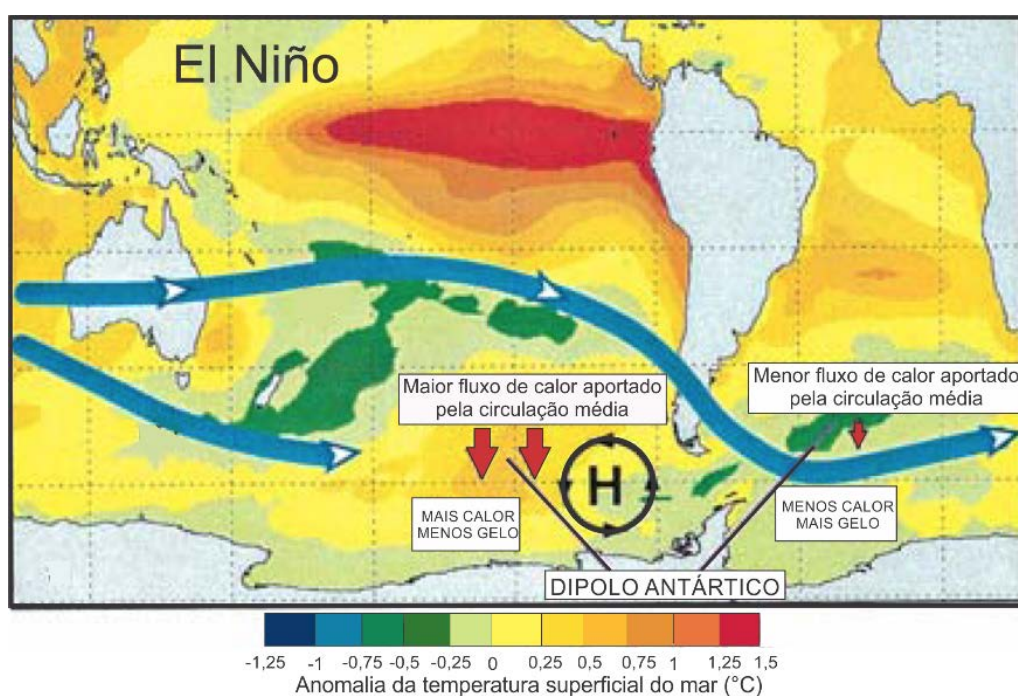 El Niño
Maior fluxo de calor aportado
pela circulação média
Menor fluxo de calor aportado
pela circulação média
H
MAIS CALOR
MENOS GELO
MENOS CALOR
MAIS GELO
DIPOLO ANTÁRTICO
-1,25 -1 -0,75 -0,5 -0,25 0 0,25 0,5 0,75 1 1,25 1,5
Anomalia da temperatura superficial do mar (°C)